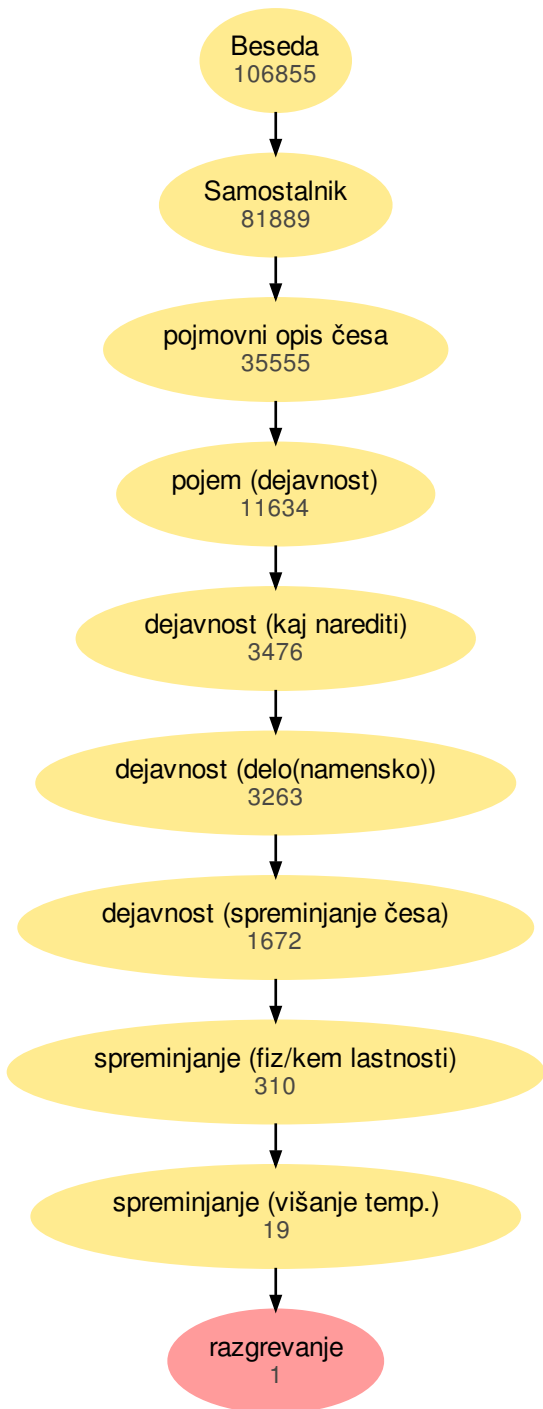 Beseda
106855
Samostalnik
81889
pojmovni opis česa
35555
pojem (dejavnost)
11634
dejavnost (kaj narediti)
3476
dejavnost (delo(namensko))
3263
dejavnost (spreminjanje česa)
1672
spreminjanje (fiz/kem lastnosti)
310
spreminjanje (višanje temp.)
19
razgrevanje
1